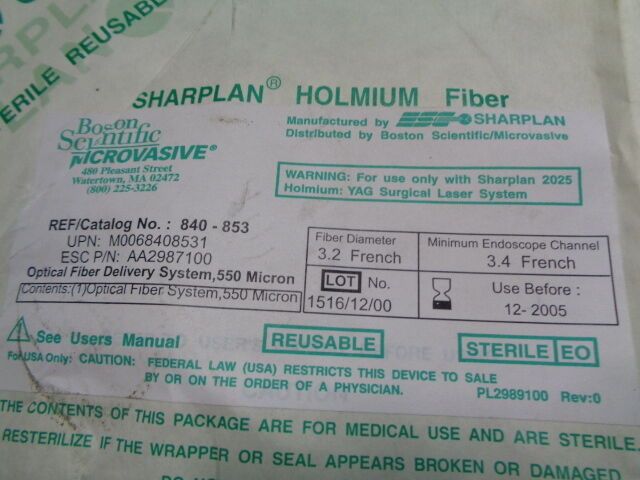 STERILE REUSABLE
SHARPLAN® HOLMIUM Fiber
Boston
Scientific
MICROVASIVE®
480 Pleasant Street
Watertown, MA 02472
(800) 225-3226
Manufactured by ESC SHARPLAN
Distributed by Boston Scientific/Microvasive
WARNING: For use only with Sharplan 2025
Holmium: YAG Surgical Laser System
REF/Catalog No. : 840 - 853
UPN: M0068408531
ESC P/N: AA2987100
Optical Fiber Delivery System,550 Micron
Contents:(1)Optical Fiber System,550 Micron
Fiber Diameter
3.2 French
Minimum Endoscope Channel
3.4 French
LOT No.
1516/12/00
Use Before :
12- 2005
See Users Manual
REUSABLE
STERILE EO
For USA Only: CAUTION: FEDERAL LAW (USA) RESTRICTS THIS DEVICE TO SALE
BY OR ON THE ORDER OF A PHYSICIAN.
PL2989100 Rev:0
THE CONTENTS OF THIS PACKAGE ARE FOR MEDICAL USE AND ARE STERILE.
RESTERILIZE IF THE WRAPPER OR SEAL APPEARS BROKEN OR DAMAGED